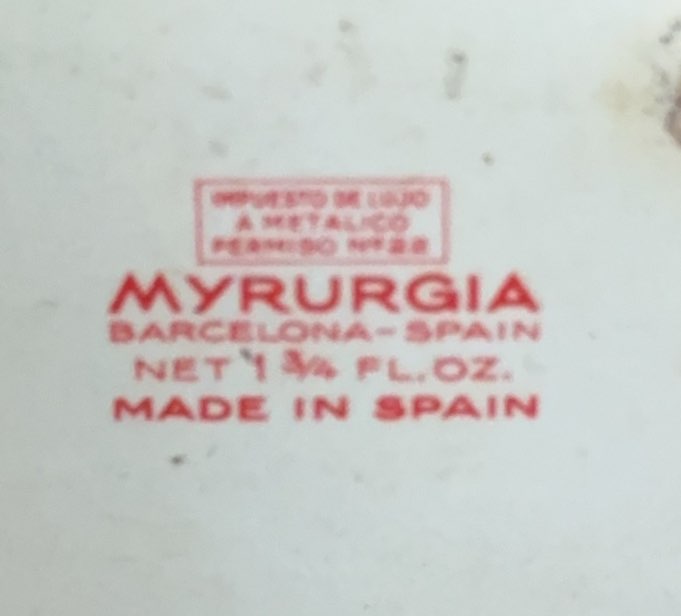 IMPUESTO DE LUJO
A METALICO
PERMISO Nº 28
MYRURGIA
BARCELONA-SPAIN
NET 1 3/4 FL.OZ.
MADE IN SPAIN